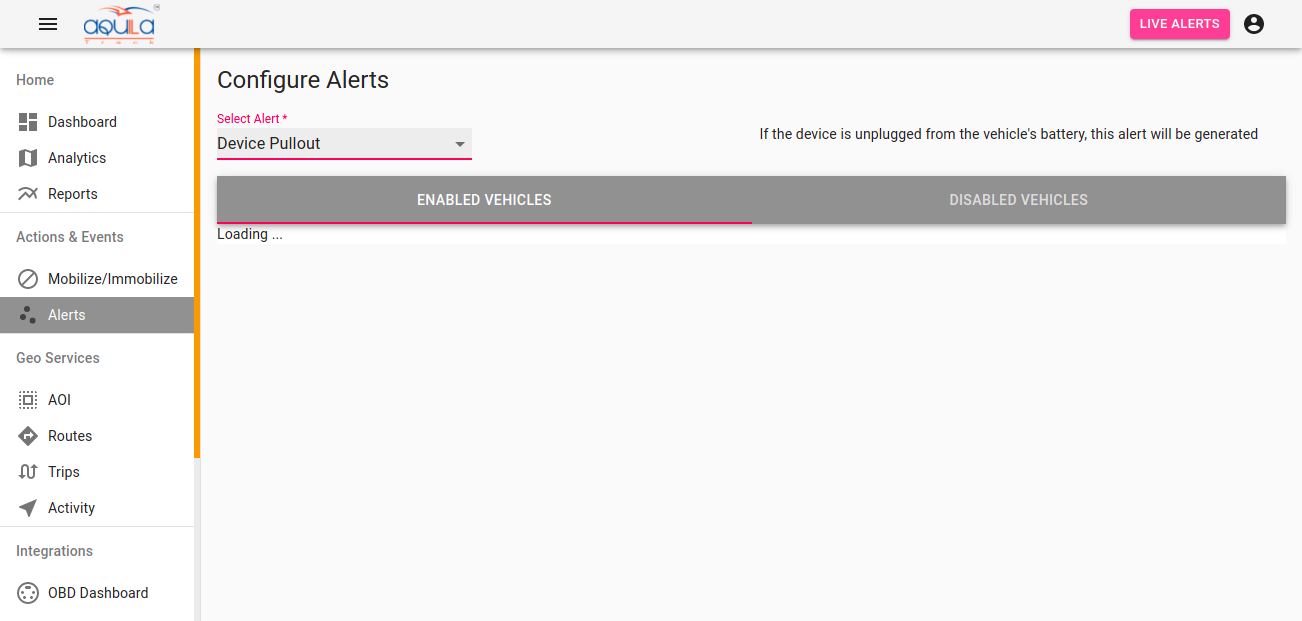 aquila
Track
LIVE ALERTS
Home
Dashboard
Analytics
Reports
Actions & Events
Mobilize/Immobilize
Alerts
Geo Services
AOI
Routes
Trips
Activity
Integrations
OBD Dashboard
Configure Alerts
Select Alert *
Device Pullout
If the device is unplugged from the vehicle's battery, this alert will be generated
ENABLED VEHICLES
DISABLED VEHICLES
Loading ...